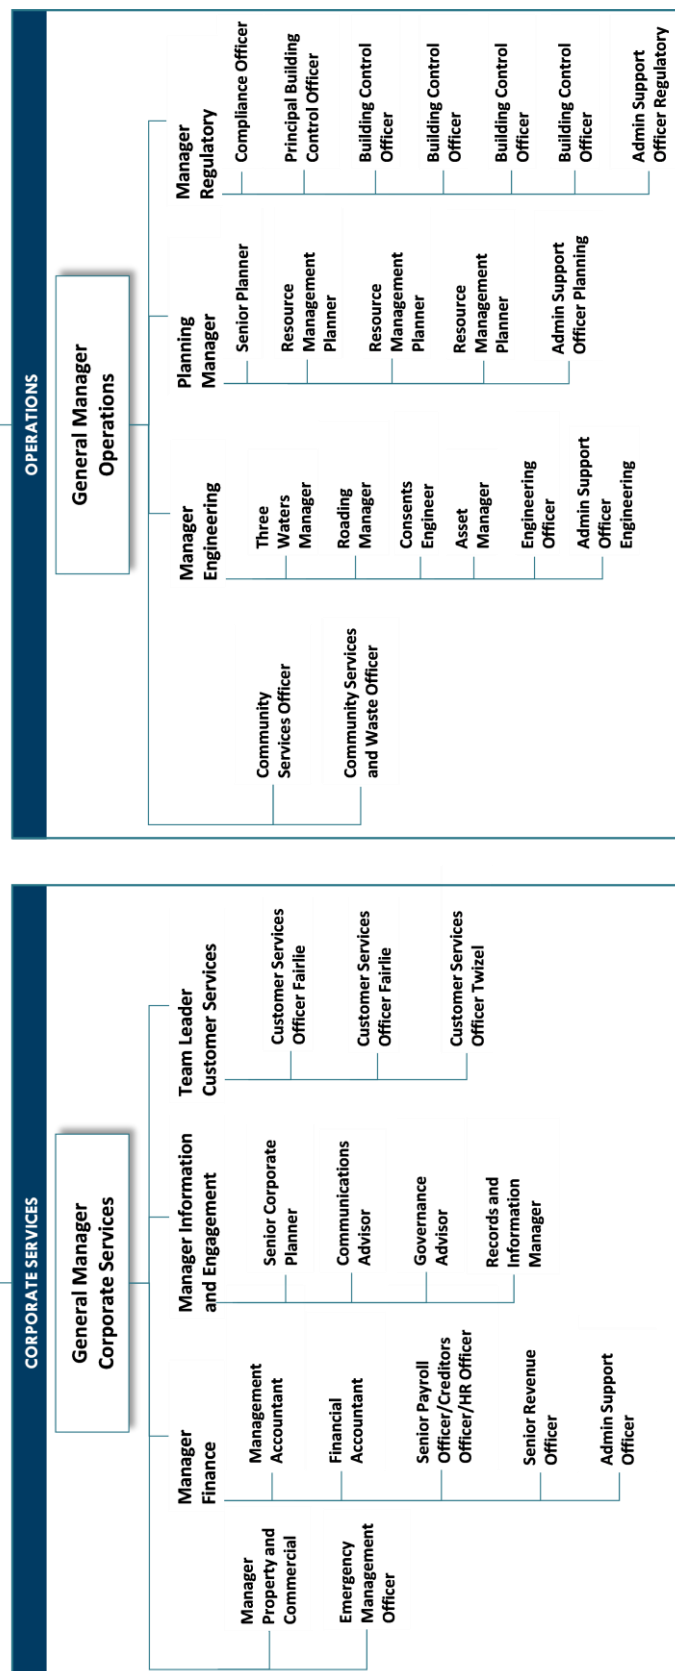 CORPORATE SERVICES
General Manager
Corporate Services
Manager
Property and
Commercial
Emergency
Management
Officer
Manager
Finance
Management
Accountant
Financial
Accountant
Senior Payroll
Officer/Creditors
Officer/HR Officer
Senior Revenue
Officer
Admin Support
Officer
Manager Information
and Engagement
Senior Corporate
Planner
Communications
Advisor
Governance
Advisor
Records and
Information
Manager
Team Leader
Customer Services
Customer Services
Officer Fairlie
Customer Services
Officer Fairlie
Customer Services
Officer Twizel
OPERATIONS
General Manager
Operations
Community
Services Officer
Community Services
and Waste Officer
Manager
Engineering
Three
Waters
Manager
Roading
Manager
Consents
Engineer
Asset
Manager
Engineering
Officer
Admin Support
Officer
Engineering
Planning
Manager
Senior Planner
Resource
Management
Planner
Resource
Management
Planner
Resource
Management
Planner
Admin Support
Officer Planning
Manager
Regulatory
Compliance Officer
Principal Building
Control Officer
Building Control
Officer
Building Control
Officer
Building Control
Officer
Building Control
Officer
Admin Support
Officer Regulatory